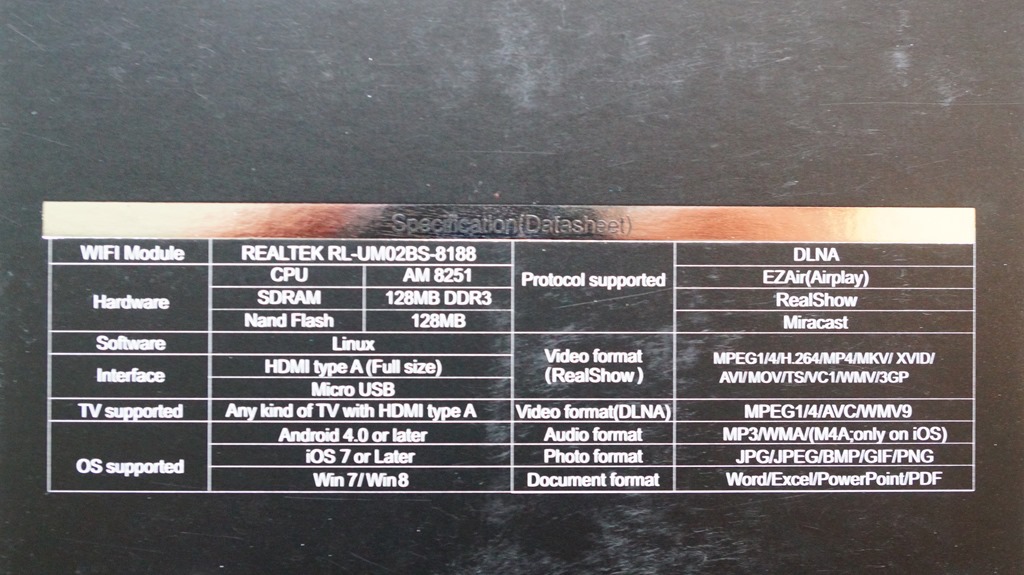 Specification(Datasheet)
WIFI Module REALTEK RL-UM02BS-8188
Hardware CPU AM 8251
SDRAM 128MB DDR3
Nand Flash 128MB
Software Linux
Interface HDMI type A (Full size)
Micro USB
TV supported Any kind of TV with HDMI type A
OS supported Android 4.0 or later
iOS 7 or Later
Win 7/ Win 8
Protocol supported DLNA
EZAir(Airplay)
RealShow
Miracast
Video format
(RealShow )
MPEG1/4/H.264/MP4/MKV/ XVID/
AVI/MOV/TS/VC1/WMV/3GP
Video format(DLNA) MPEG1/4/AVC/WMV9
Audio format MP3/WMA/(M4A;only on iOS)
Photo format JPG/JPEG/BMP/GIF/PNG
Document format Word/Excel/PowerPoint/PDF